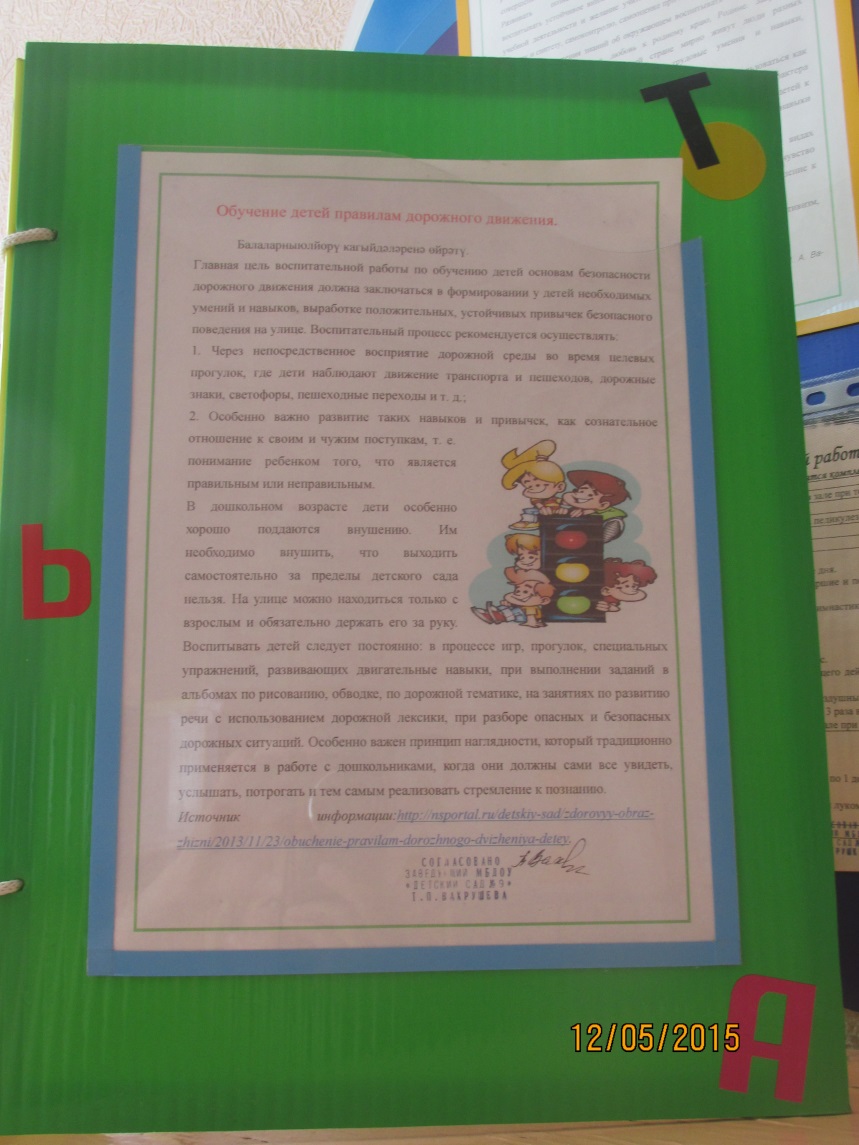 Т
Обучение детей правилам дорожного движения.
Балаларныюлйөрү кагыйдәләренә өйрәтү.
Главная цель воспитательной работы по обучению детей основам безопасности
дорожного движения должна заключаться в формировании у детей необходимых
умений и навыков, выработке положительных, устойчивых привычек безопасного
поведения на улице. Воспитательный процесс рекомендуется осуществлять:
1. Через непосредственное восприятие дорожной среды во время целевых
прогулок, где дети наблюдают движение транспорта и пешеходов, дорожные
знаки, светофоры, пешеходные переходы и т. д.;
2. Особенно важно развитие таких навыков и привычек, как сознательное
отношение к своим и чужим поступкам, т. е.
понимание ребенком того, что является
правильным или неправильным.
В дошкольном возрасте дети особенно
хорошо поддаются внушению. Им
необходимо внушить, что выходить
самостоятельно за пределы детского сада
нельзя. На улице можно находиться только с
взрослым и обязательно держать его за руку.
Воспитывать детей следует постоянно: в процессе игр, прогулок, специальных
упражнений, развивающих двигательные навыки, при выполнении заданий в
альбомах по рисованию, обводке, по дорожной тематике, на занятиях по развитию
речи с использованием дорожной лексики, при разборе опасных и безопасных
дорожных ситуаций. Особенно важен принцип наглядности, который традиционно
применяется в работе с дошкольниками, когда они должны сами все увидеть,
услышать, потрогать и тем самым реализовать стремление к познанию.
Источник информации:http://nsportal.ru/detskiy-sad/zdorovyy-obraz-
zhizni/2013/11/23/obuchenie-pravilam-dorozhnogo-dvizheniya-detey.
СОГЛАСОВАНО
ЗАВЕДУЮЩИЙ МБДОУ
«ДЕТСКИЙ САД №9»
Т.О.ВАКРУШЕВА
Ь
А
12/05/2015